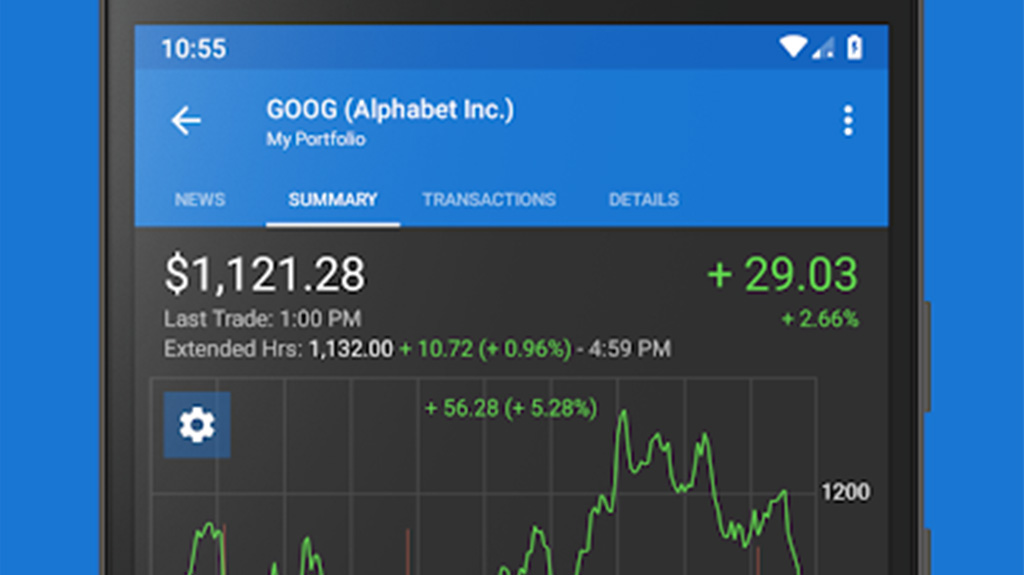 10:55
GOOG (Alphabet Inc.)
My Portfolio
NEWS SUMMARY TRANSACTIONS DETAILS
$1,121.28 + 29.03
Last Trade: 1:00 PM + 2.66%
Extended Hrs: 1,132.00 + 10.72 (+ 0.96%) - 4:59 PM
+ 56.28 (+ 5.28%)
1200